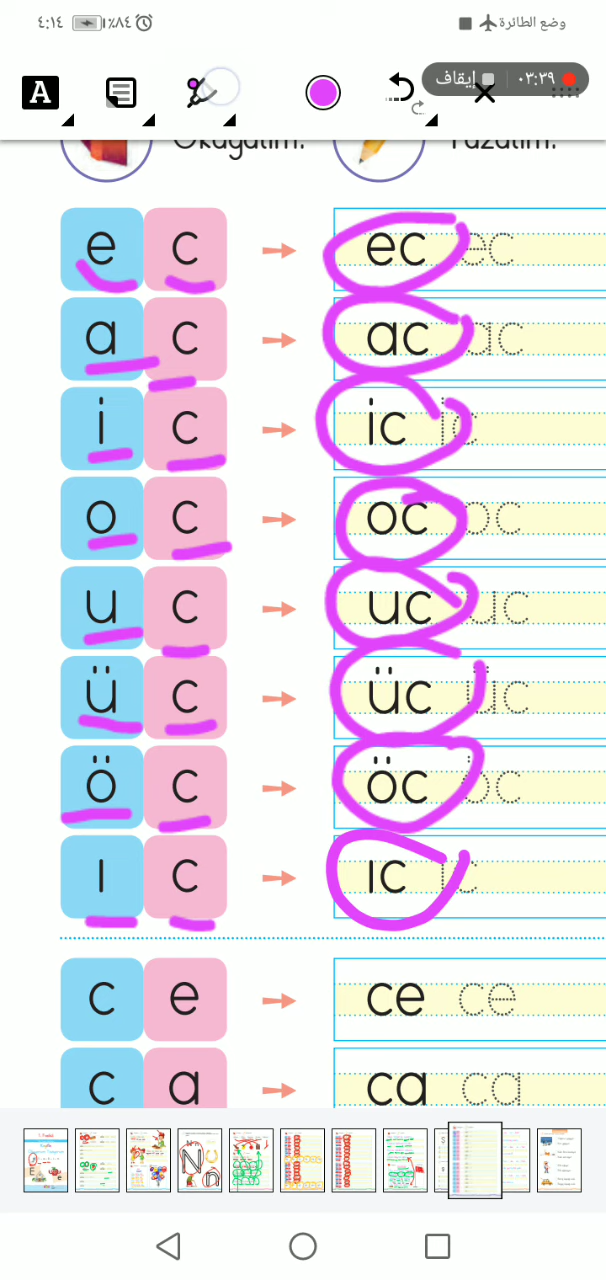 ٤:١٤ ٪٨٤ وضع الطائرة
A إيقاف ٠٣:٣٩
Okuyalım. Yazalım.
e c → ec ec
a c → ac ac
i c → ic ic
o c → oc oc
u c → uc uc
ü c → üc üc
ö c → öc öc
ı c → ıc ıc
c e → ce ce
c a → ca ca